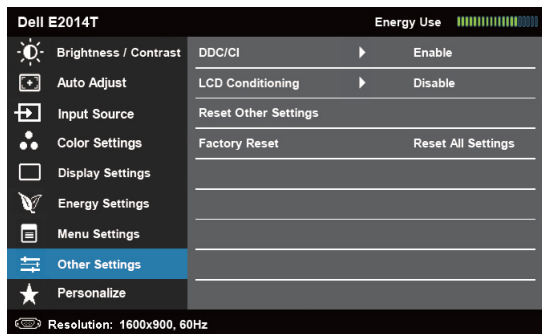 Dell E2014T
Energy Use
Brightness / Contrast
DDC/CI
Enable
Auto Adjust
LCD Conditioning
Disable
Input Source
Reset Other Settings
Color Settings
Factory Reset
Reset All Settings
Display Settings
Energy Settings
Menu Settings
Other Settings
Personalize
Resolution: 1600x900, 60Hz